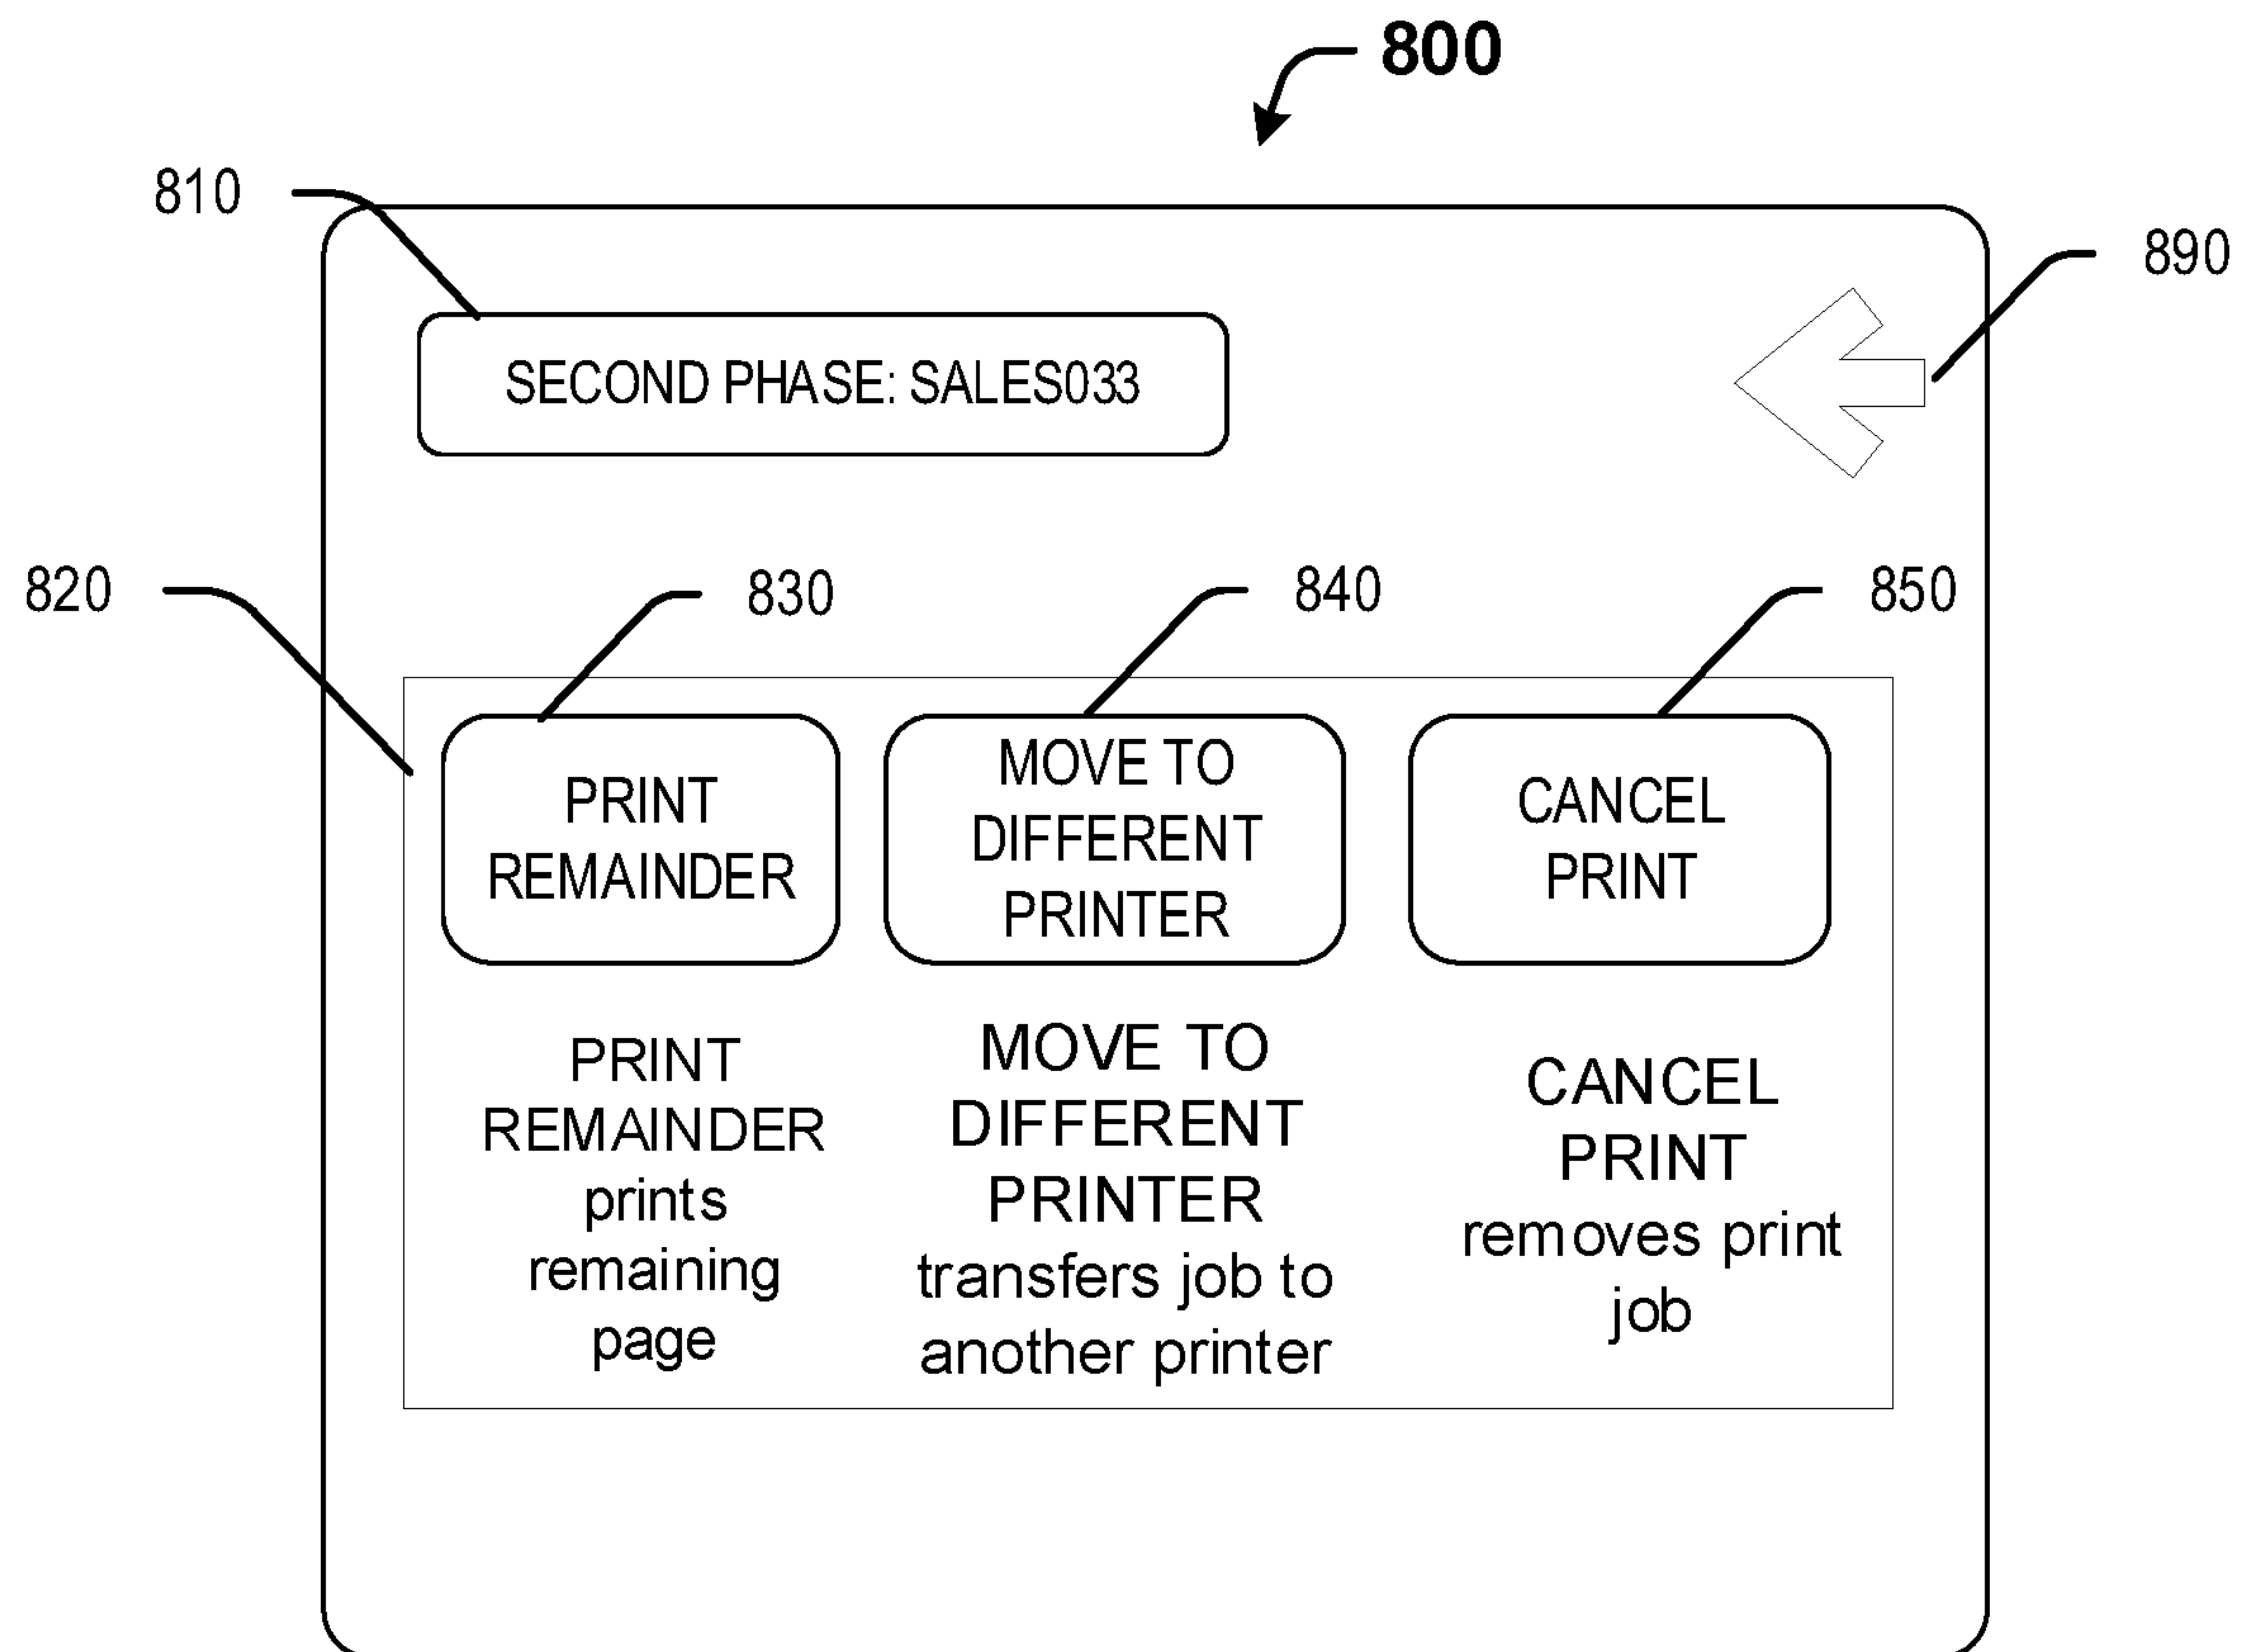 800
810
890
SECOND PHASE: SALES033
820
830
840
850
PRINT
REMAINDER
MOVE TO
DIFFERENT
PRINTER
CANCEL
PRINT
PRINT
REMAINDER
prints
remaining
page
MOVE TO
DIFFERENT
PRINTER
transfers job to
another printer
CANCEL
PRINT
removes print
job